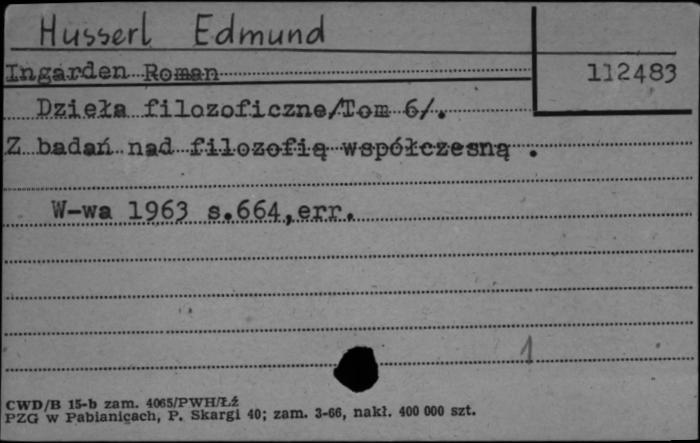 Husserl Edmund
Ingarden Roman
112483
Dzieła filozoficzne/Tom 6/.
Z badań nad filozofią współczesną .
W-wa 1963 s.664,err.
1
CWD/B 15-b zam. 4065/PWH/Łź
PZG w Pabianicach, P. Skargi 40; zam. 3-66, nakł. 400 000 szt.